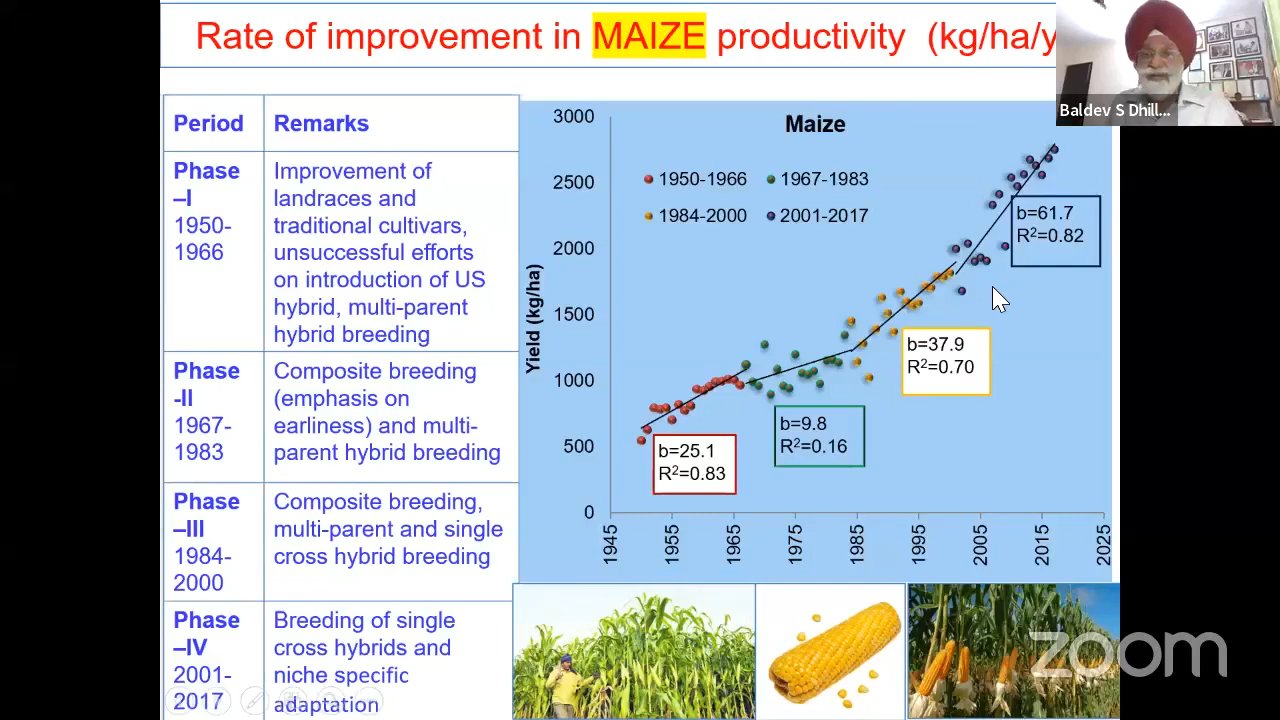 Rate of improvement in MAIZE productivity (kg/ha/y
Baldev S Dhill...
Period
Remarks
Phase
–I
1950-
1966
Improvement of
landraces and
traditional cultivars,
unsuccessful efforts
on introduction of US
hybrid, multi-parent
hybrid breeding
Phase
-II
1967-
1983
Composite breeding
(emphasis on
earliness) and multi-
parent hybrid breeding
Phase
–III
1984-
2000
Composite breeding,
multi-parent and single
cross hybrid breeding
Phase
–IV
2001-
2017
Breeding of single
cross hybrids and
niche specific
adaptation
Maize
1950-1966
1967-1983
1984-2000
2001-2017
Yield (kg/ha)
3000
2500
2000
1500
1000
500
0
b=61.7
R²=0.82
b=37.9
R²=0.70
b=9.8
R²=0.16
b=25.1
R²=0.83
1945
1955
1965
1975
1985
1995
2005
2015
2025
zoom